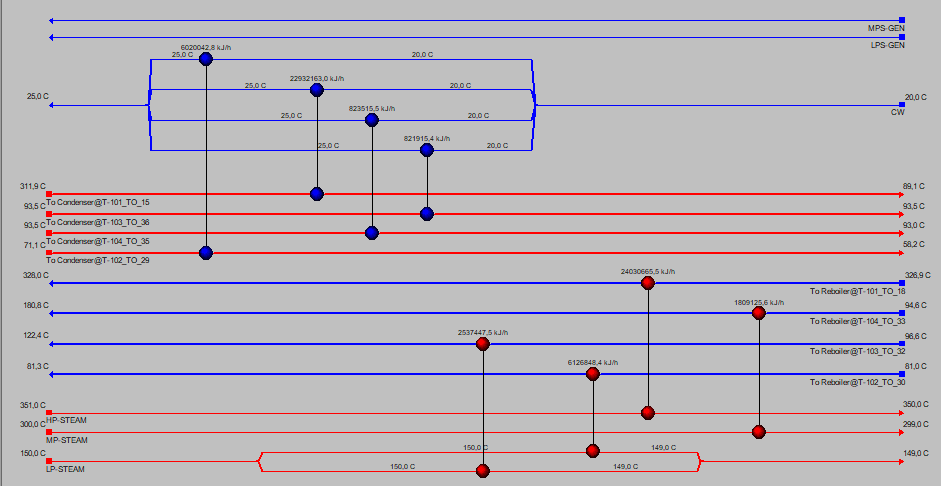 MPS-GEN
LPS-GEN
6020042,8 kJ/h
25,0 C
20,0 C
22932163,0 kJ/h
25,0 C
20,0 C
25,0 C
20,0 C
CW
823515,5 kJ/h
25,0 C
20,0 C
821915,4 kJ/h
25,0 C
20,0 C
311,9 C
89,1 C
To Condenser@T-101_TO_15
93,5 C
93,5 C
To Condenser@T-103_TO_36
93,5 C
93,0 C
To Condenser@T-104_TO_35
71,1 C
58,2 C
To Condenser@T-102_TO_29
328,0 C
24030665,5 kJ/h
326,9 C
To Reboiler@T-101_TO_18
180,8 C
1809125,6 kJ/h
94,6 C
To Reboiler@T-104_TO_33
122,4 C
2537447,5 kJ/h
96,6 C
To Reboiler@T-103_TO_32
81,3 C
6126848,4 kJ/h
81,0 C
To Reboiler@T-102_TO_30
351,0 C
350,0 C
HP-STEAM
300,0 C
299,0 C
MP-STEAM
150,0 C
149,0 C
150,0 C
149,0 C
LP-STEAM
150,0 C
149,0 C